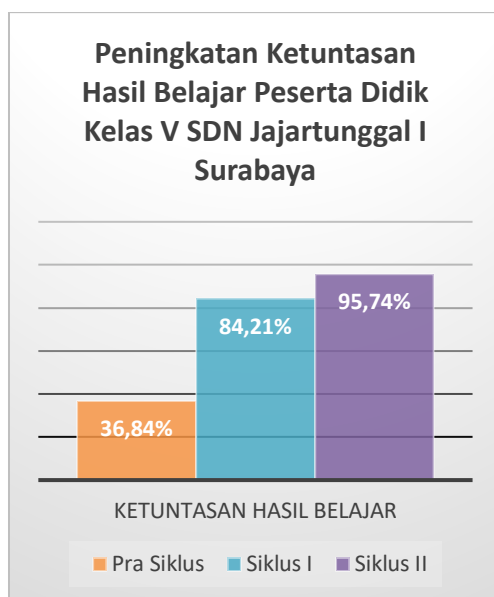 Peningkatan Ketuntasan
Hasil Belajar Peserta Didik
Kelas V SDN Jajartunggal I
Surabaya
95,74%
84,21%
36,84%
KETUNTASAN HASIL BELAJAR
Pra Siklus Siklus I Siklus II